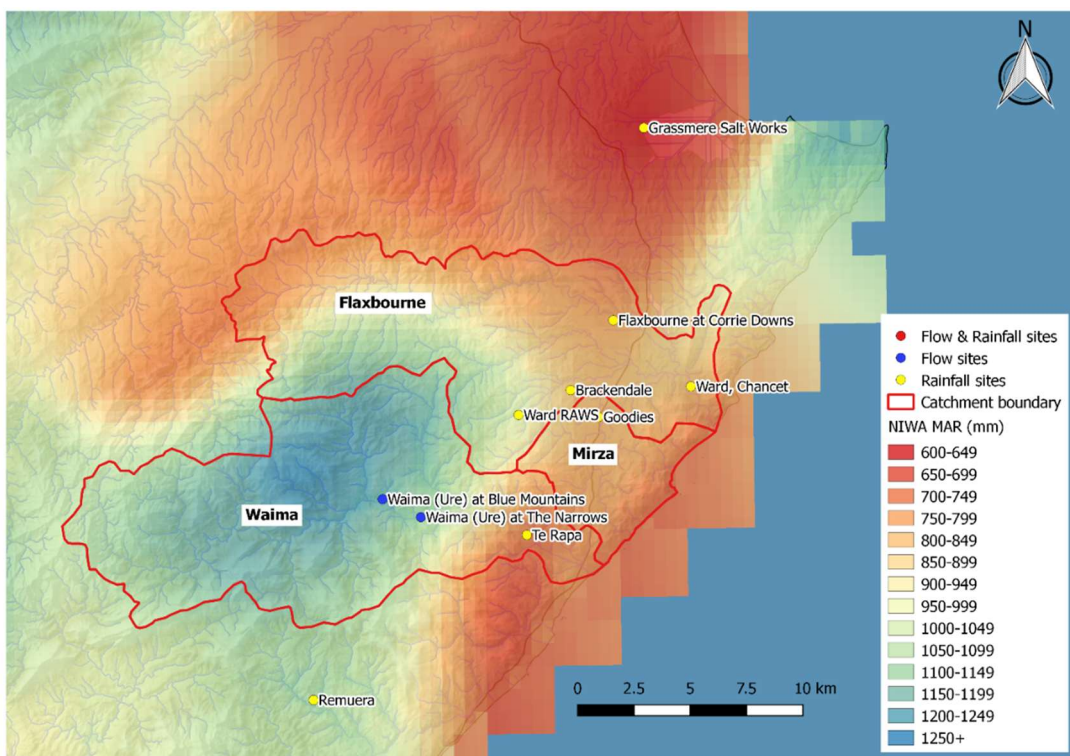 N
Grassmere Salt Works
Flaxbourne
Flaxbourne at Corrie Downs
Brackendale
Ward, Chancet
Ward RAWS
Goodies
Mirza
Waima (Ure) at Blue Mountains
Waima
Waima (Ure) at The Narrows
Te Rapa
Remuera
0 2.5 5 7.5 10 km
Flow & Rainfall sites
Flow sites
Rainfall sites
Catchment boundary
NIWA MAR (mm)
600-649
650-699
700-749
750-799
800-849
850-899
900-949
950-999
1000-1049
1050-1099
1100-1149
1150-1199
1200-1249
1250+